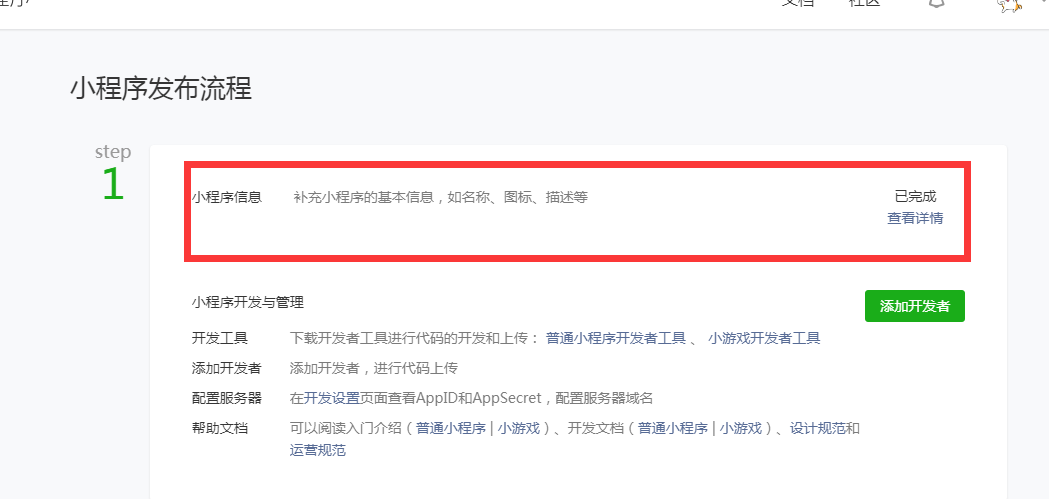 文档 社区
小程序发布流程
step
1
小程序信息 补充小程序的基本信息，如名称、图标、描述等 已完成
查看详情
小程序开发与管理 添加开发者
开发工具 下载开发者工具进行代码的开发和上传： 普通小程序开发者工具 、 小游戏开发者工具
添加开发者 添加开发者，进行代码上传
配置服务器 在开发设置页面查看AppID和AppSecret，配置服务器域名
帮助文档 可以阅读入门介绍（普通小程序 | 小游戏）、开发文档（普通小程序 | 小游戏）、设计规范和
运营规范